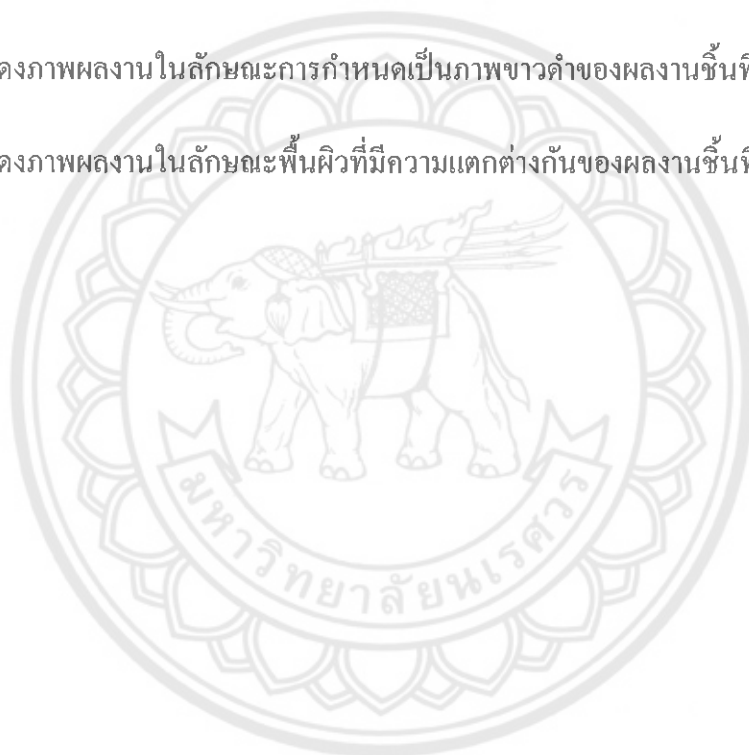 ดงภาพผลงานในลักษณะการกำหนดเป็นภาพขาวดำของผลงานชิ้นที
ดงภาพผลงานในลักษณะพื้นผิวที่มีความแตกต่างกันของผลงานชิ้นที
มหาวิทยาลัยนเรศวร